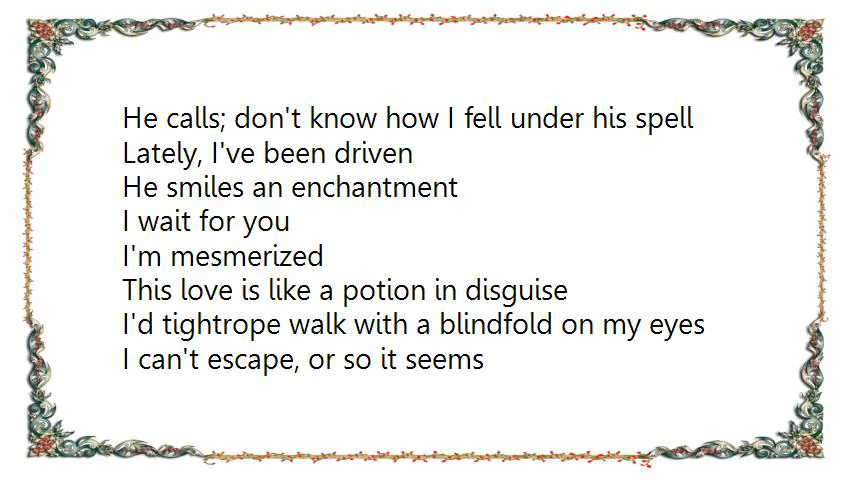 He calls; don't know how I fell under his spell
Lately, I've been driven
He smiles an enchantment
I wait for you
I'm mesmerized
This love is like a potion in disguise
I'd tightrope walk with a blindfold on my eyes
I can't escape, or so it seems